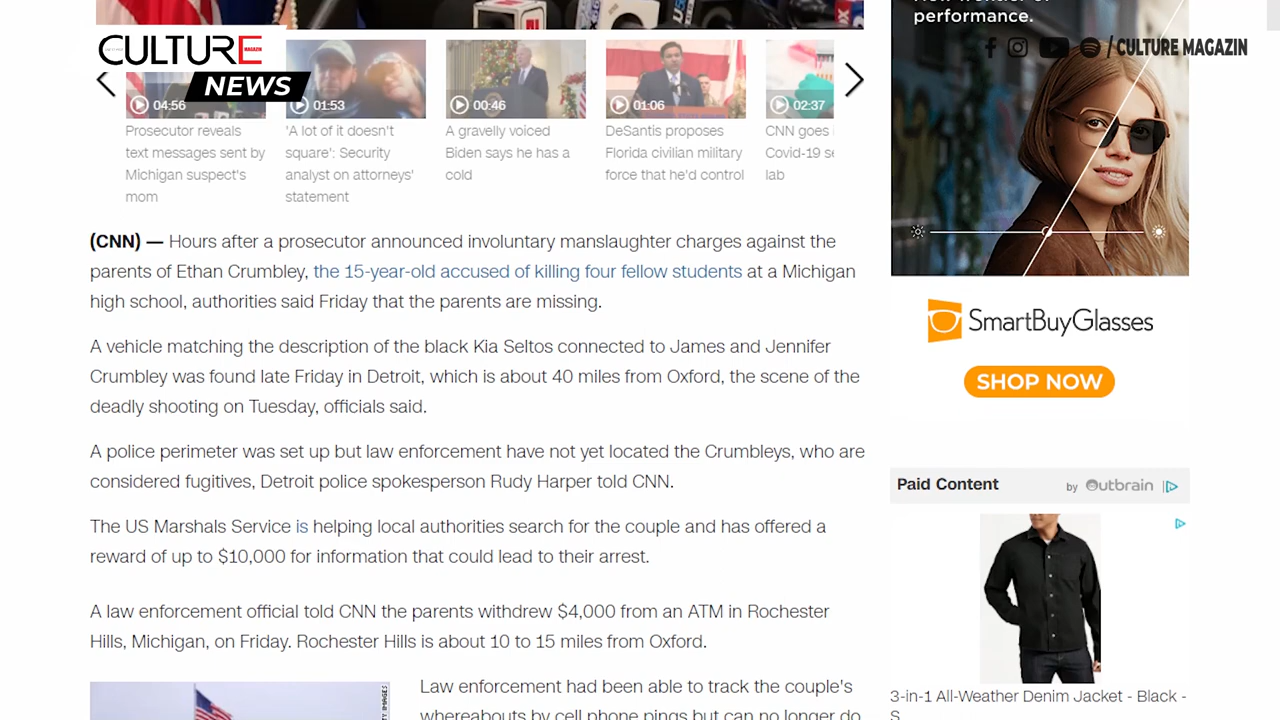 performance.
CULTURE
MAGAZIN
NEWS
/ CULTURE MAGAZIN
04:56
01:53
00:46
01:06
02:37
Prosecutor reveals
text messages sent by
Michigan suspect's
mom
'A lot of it doesn't
square': Security
analyst on attorneys'
statement
A gravelly voiced
Biden says he has a
cold
DeSantis proposes
Florida civilian military
force that he'd control
CNN goes i
Covid-19 se
lab
(CNN) — Hours after a prosecutor announced involuntary manslaughter charges against the
parents of Ethan Crumbley, the 15-year-old accused of killing four fellow students at a Michigan
high school, authorities said Friday that the parents are missing.
A vehicle matching the description of the black Kia Seltos connected to James and Jennifer
Crumbley was found late Friday in Detroit, which is about 40 miles from Oxford, the scene of the
deadly shooting on Tuesday, officials said.
A police perimeter was set up but law enforcement have not yet located the Crumbleys, who are
considered fugitives, Detroit police spokesperson Rudy Harper told CNN.
The US Marshals Service is helping local authorities search for the couple and has offered a
reward of up to $10,000 for information that could lead to their arrest.
A law enforcement official told CNN the parents withdrew $4,000 from an ATM in Rochester
Hills, Michigan, on Friday. Rochester Hills is about 10 to 15 miles from Oxford.
Law enforcement had been able to track the couple's
whereabouts by cell phone pings but can no longer do
SmartBuyGlasses
SHOP NOW
Paid Content
by Outbrain
3-in-1 All-Weather Denim Jacket - Black -
S